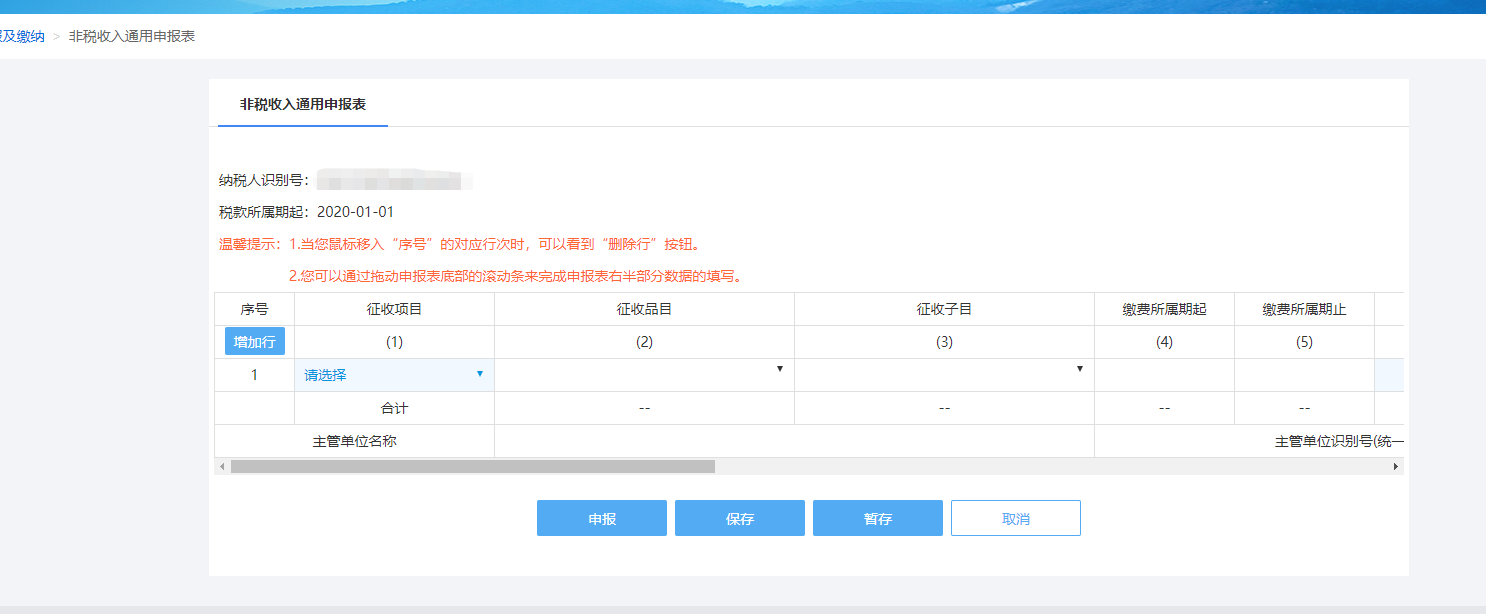 及缴纳 > 非税收入通用申报表
非税收入通用申报表
纳税人识别号：
税款所属期起：2020-01-01
温馨提示：1.当您鼠标移入“序号”的对应行次时，可以看到“删除行”按钮。
2.您可以通过拖动申报表底部的滚动条来完成申报表右半部分数据的填写。
序号 征收项目 征收品目 征收子目 缴费所属期起 缴费所属期止
增加行 (1) (2) (3) (4) (5)
1 请选择
合计 -- -- -- --
主管单位名称 主管单位识别号(统一
申报 保存 暂存 取消